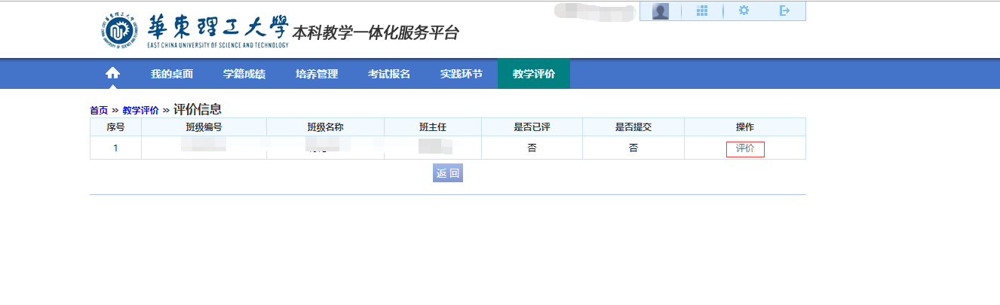 華東理工大學 本科教学一体化服务平台
EAST CHINA UNIVERSITY OF SCIENCE AND TECHNOLOGY
我的桌面 学籍成绩 培养管理 考试报名 实践环节 教学评价
首页 » 教学评价 » 评价信息
序号 班级编号 班级名称 班主任 是否已评 是否提交 操作
1 否 否 评价
返 回